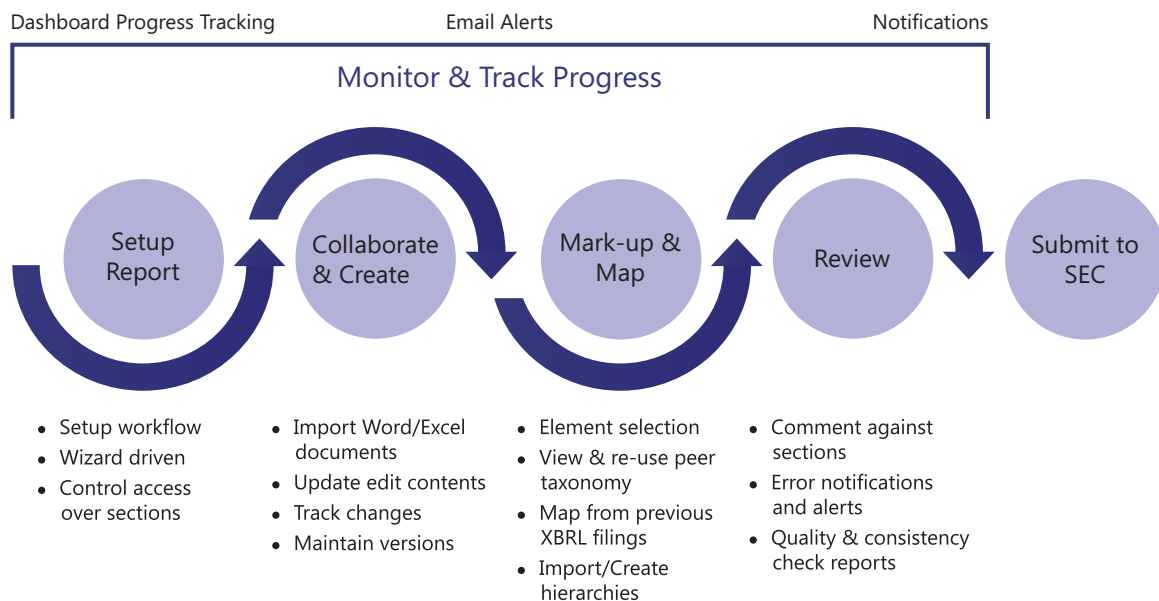 Dashboard Progress Tracking
Email Alerts
Notifications
Monitor & Track Progress
Setup
Report
Collaborate
& Create
Mark-up &
Map
Review
Submit to
SEC
• Setup workflow
• Wizard driven
• Control access
over sections
• Import Word/Excel
documents
• Update edit contents
• Track changes
• Maintain versions
• Element selection
• View & re-use peer
taxonomy
• Map from previous
XBRL filings
• Import/Create
hierarchies
• Comment against
sections
• Error notifications
and alerts
• Quality & consistency
check reports